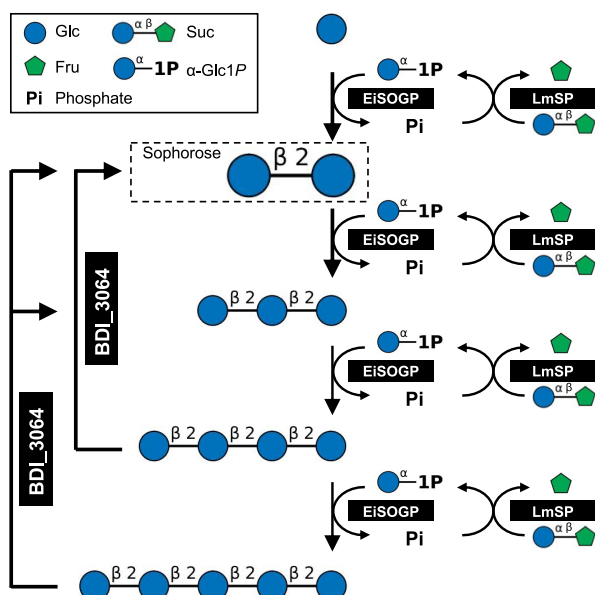 Glc
α β
Suc
Fru
α
1P
α-Glc1P
Pi Phosphate
α
1P
EiSOGP
LmSP
Pi
α β
Sophorose
β 2
α
1P
EiSOGP
LmSP
Pi
α β
β 2 β 2
BDI_3064
α
1P
EiSOGP
LmSP
Pi
α β
β 2 β 2 β 2
BDI_3064
α
1P
EiSOGP
LmSP
Pi
α β
β 2 β 2 β 2 β 2